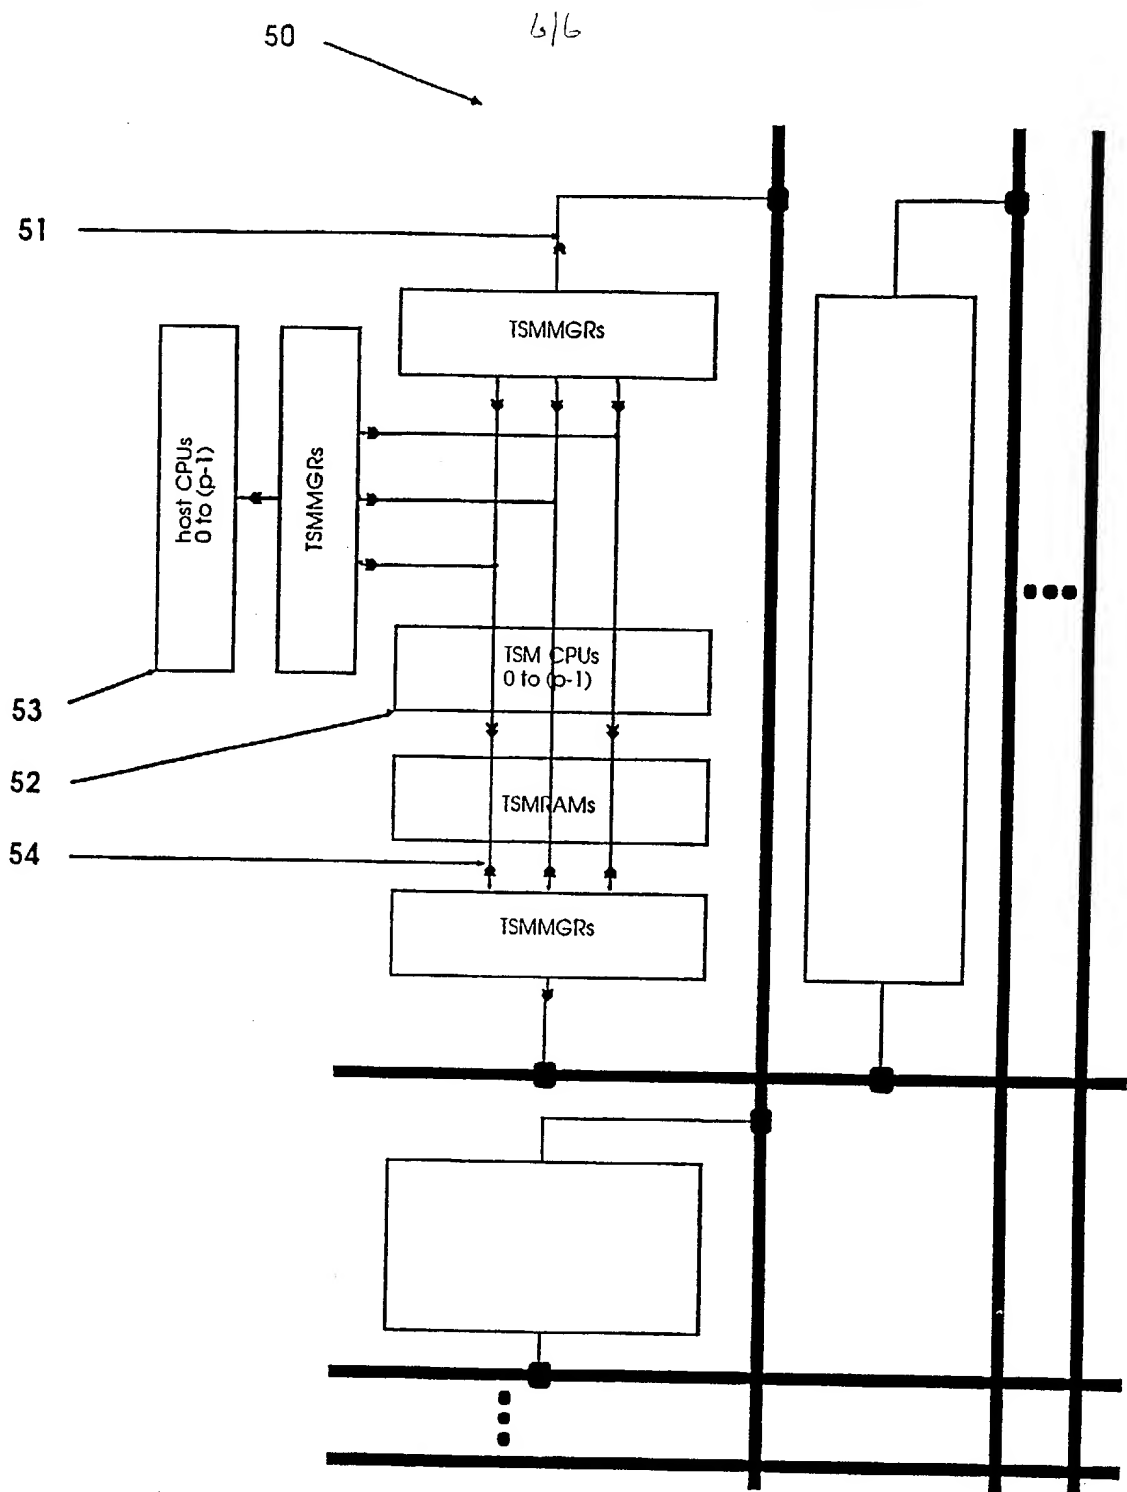 50
6/6
51
TSMMGRs
host CPUs
0 to (p-1)
TSMMGRs
TSM CPUs
0 to (p-1)
53
52
TSMRAMs
54
TSMMGRs